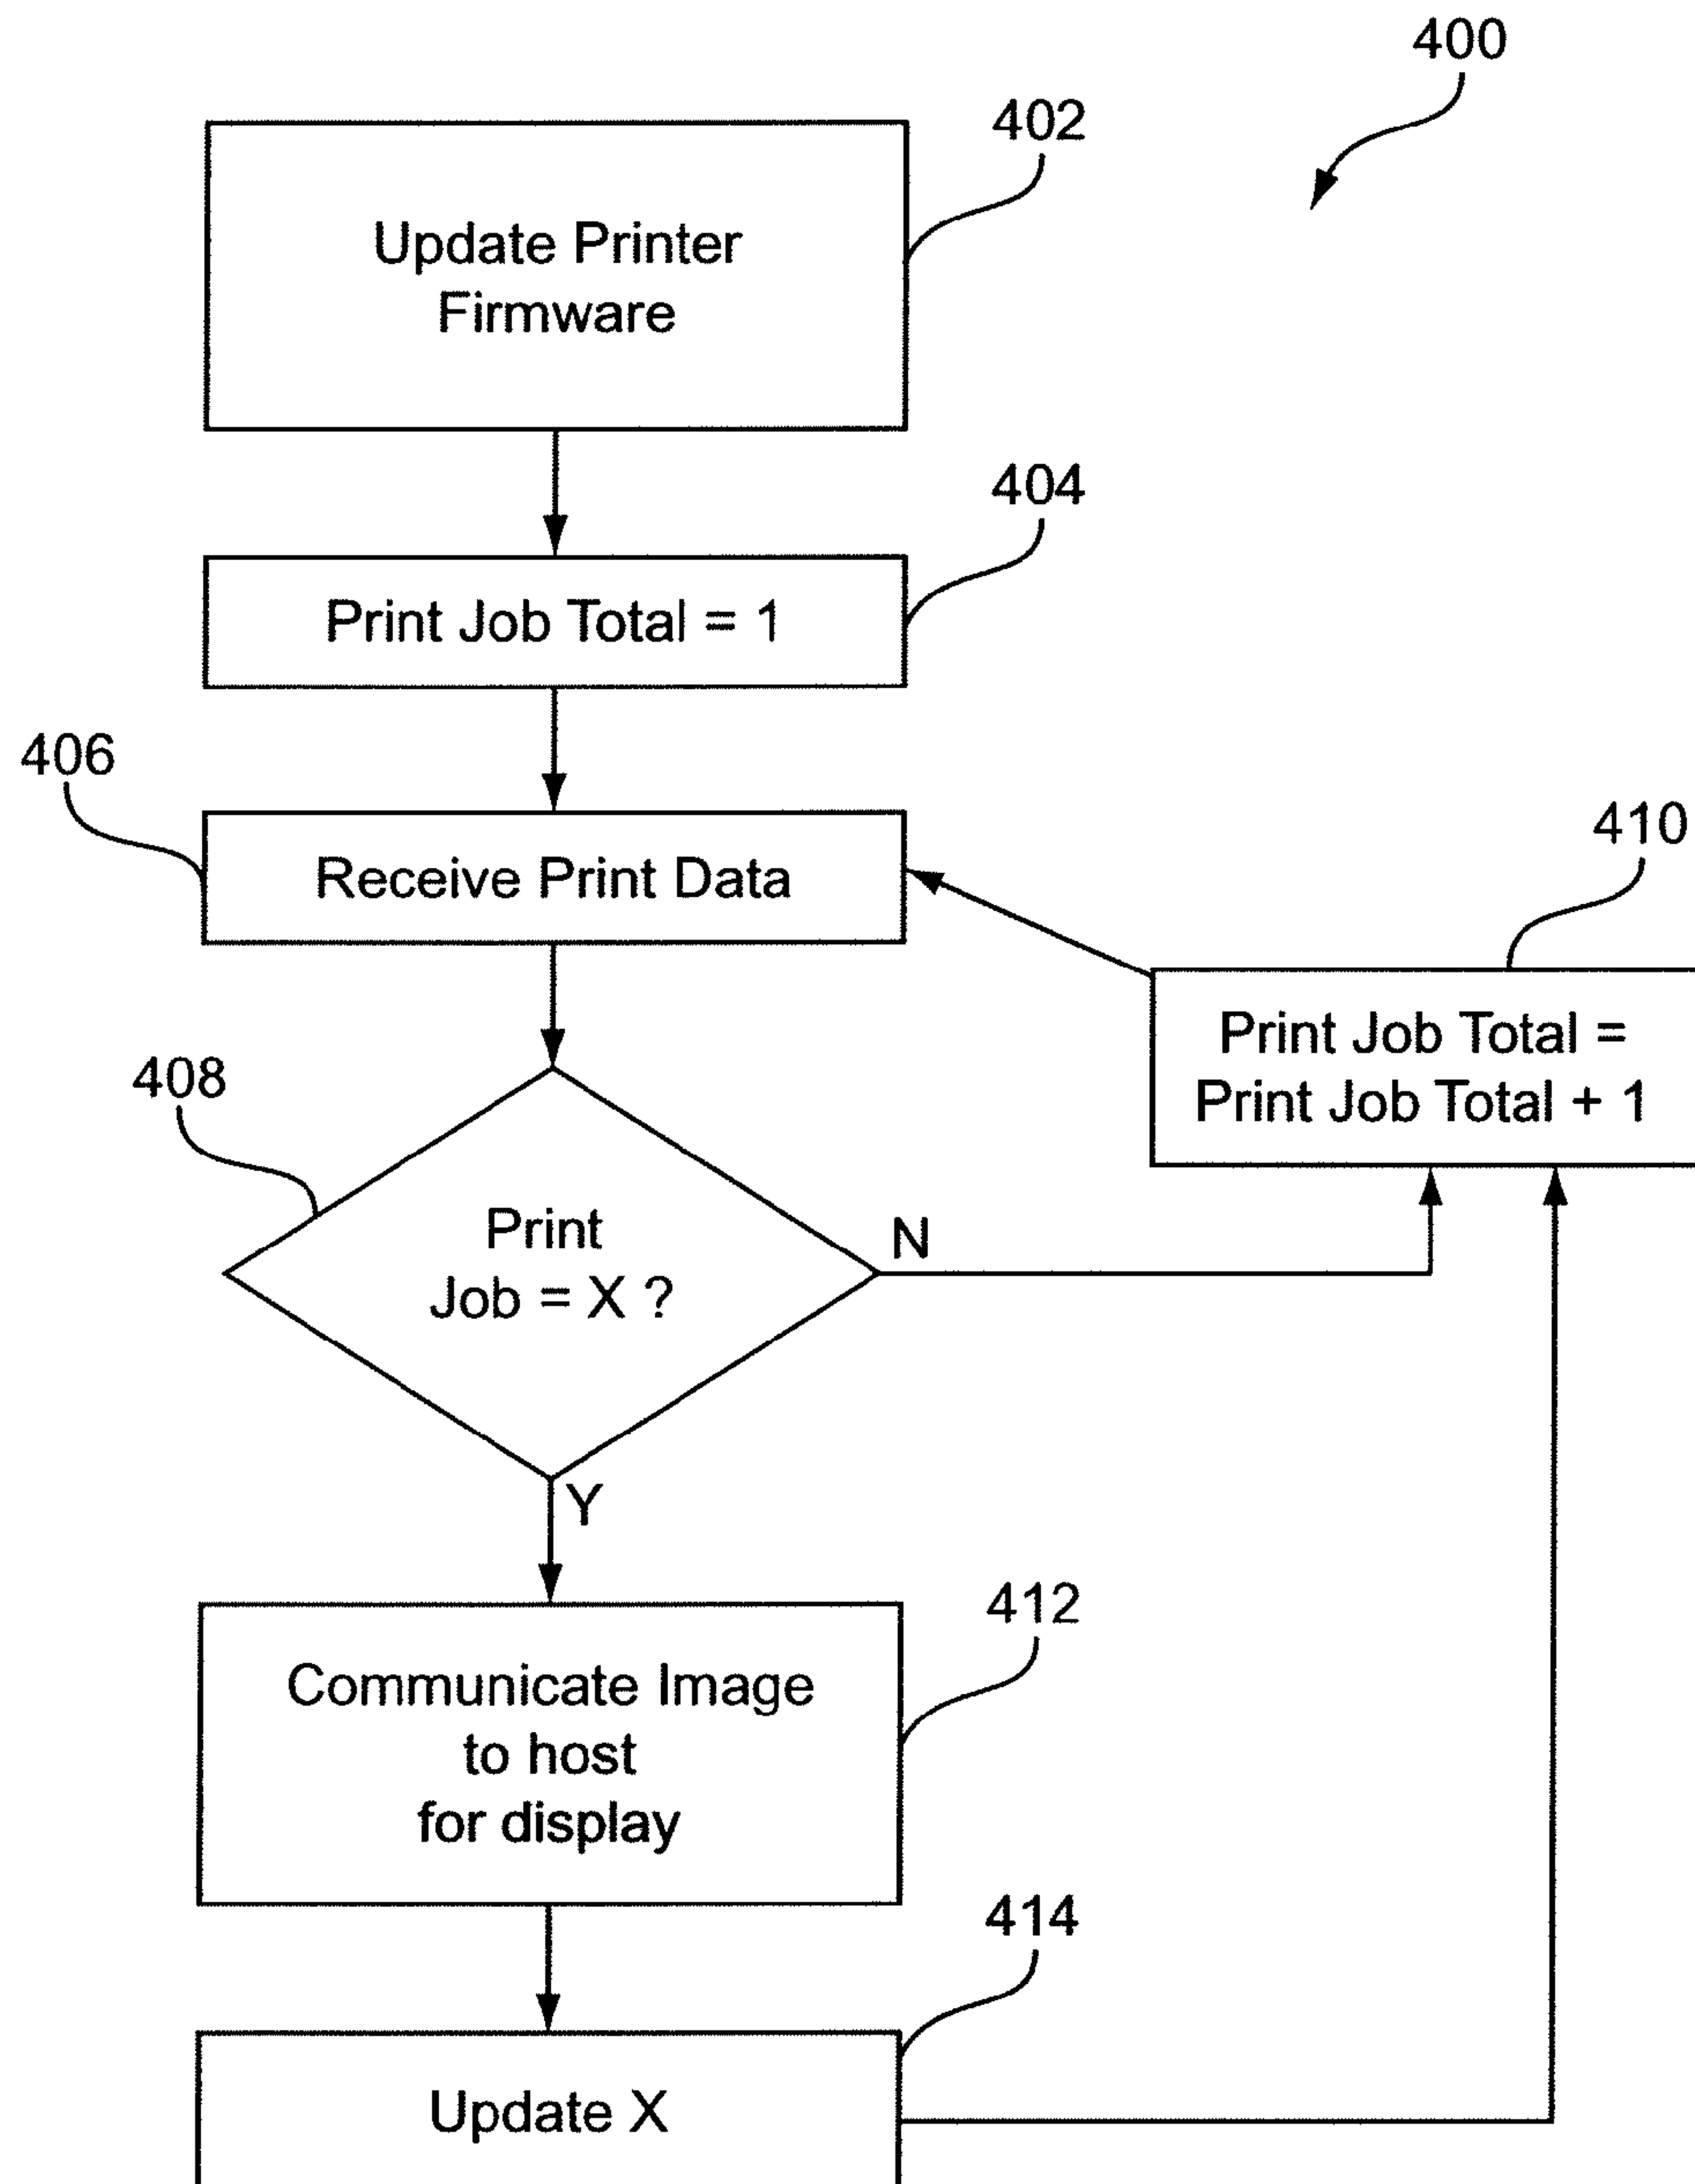 400
402
Update Printer
Firmware
404
Print Job Total = 1
406
Receive Print Data
410
Print Job Total =
Print Job Total + 1
408
Print
Job = X ?
N
Y
412
Communicate Image
to host
for display
414
Update X